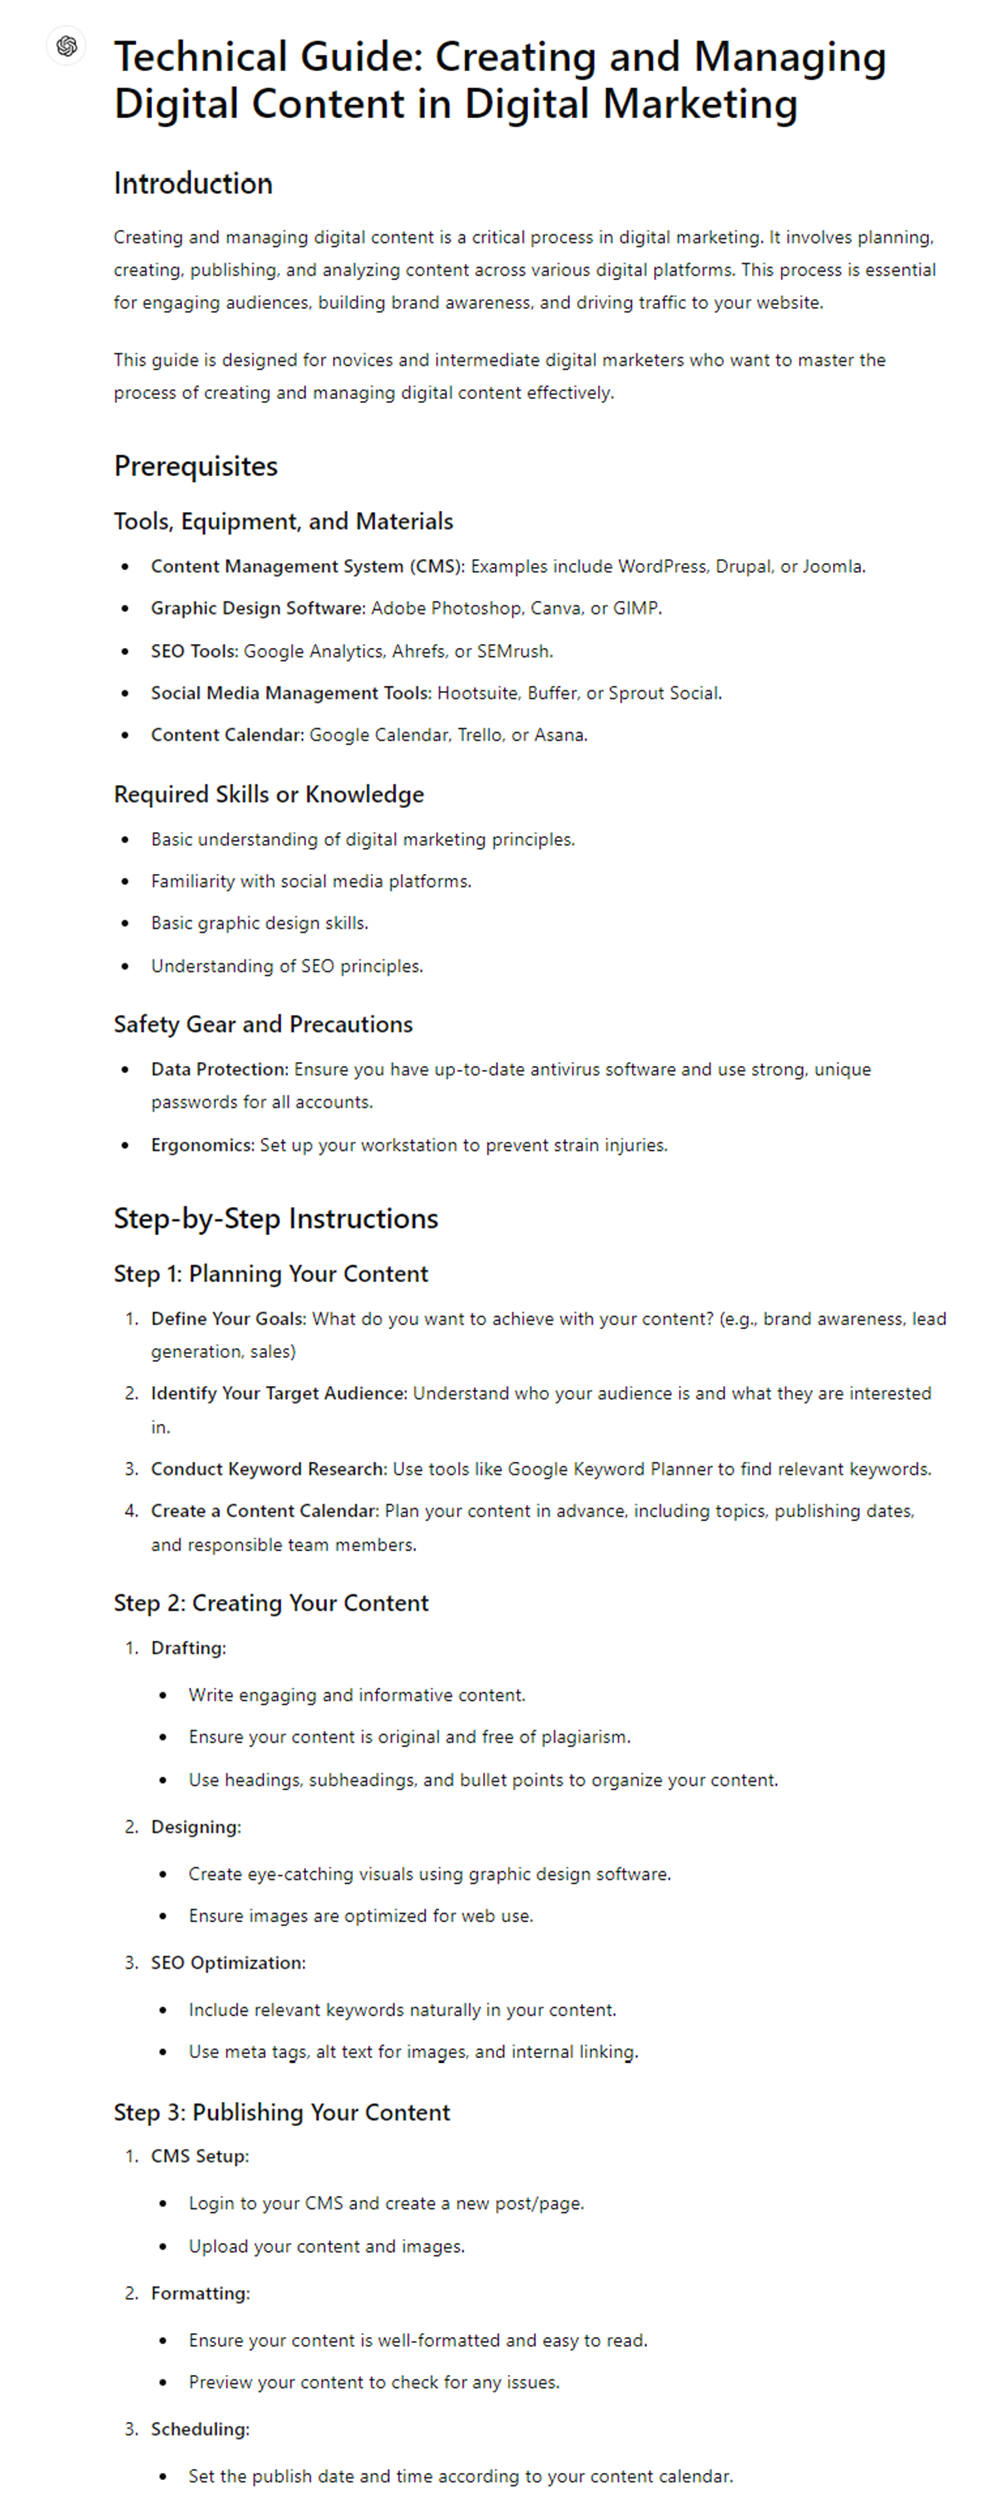 Technical Guide: Creating and Managing
Digital Content in Digital Marketing
Introduction
Creating and managing digital content is a critical process in digital marketing. It involves planning,
creating, publishing, and analyzing content across various digital platforms. This process is essential
for engaging audiences, building brand awareness, and driving traffic to your website.
This guide is designed for novices and intermediate digital marketers who want to master the
process of creating and managing digital content effectively.
Prerequisites
Tools, Equipment, and Materials
• Content Management System (CMS): Examples include WordPress, Drupal, or Joomla.
• Graphic Design Software: Adobe Photoshop, Canva, or GIMP.
• SEO Tools: Google Analytics, Ahrefs, or SEMrush.
• Social Media Management Tools: Hootsuite, Buffer, or Sprout Social.
• Content Calendar: Google Calendar, Trello, or Asana.
Required Skills or Knowledge
• Basic understanding of digital marketing principles.
• Familiarity with social media platforms.
• Basic graphic design skills.
• Understanding of SEO principles.
Safety Gear and Precautions
• Data Protection: Ensure you have up-to-date antivirus software and use strong, unique
passwords for all accounts.
• Ergonomics: Set up your workstation to prevent strain injuries.
Step-by-Step Instructions
Step 1: Planning Your Content
1. Define Your Goals: What do you want to achieve with your content? (e.g., brand awareness, lead
generation, sales)
2. Identify Your Target Audience: Understand who your audience is and what they are interested
in.
3. Conduct Keyword Research: Use tools like Google Keyword Planner to find relevant keywords.
4. Create a Content Calendar: Plan your content in advance, including topics, publishing dates,
and responsible team members.
Step 2: Creating Your Content
1. Drafting:
• Write engaging and informative content.
• Ensure your content is original and free of plagiarism.
• Use headings, subheadings, and bullet points to organize your content.
2. Designing:
• Create eye-catching visuals using graphic design software.
• Ensure images are optimized for web use.
3. SEO Optimization:
• Include relevant keywords naturally in your content.
• Use meta tags, alt text for images, and internal linking.
Step 3: Publishing Your Content
1. CMS Setup:
• Login to your CMS and create a new post/page.
• Upload your content and images.
2. Formatting:
• Ensure your content is well-formatted and easy to read.
• Preview your content to check for any issues.
3. Scheduling:
• Set the publish date and time according to your content calendar.